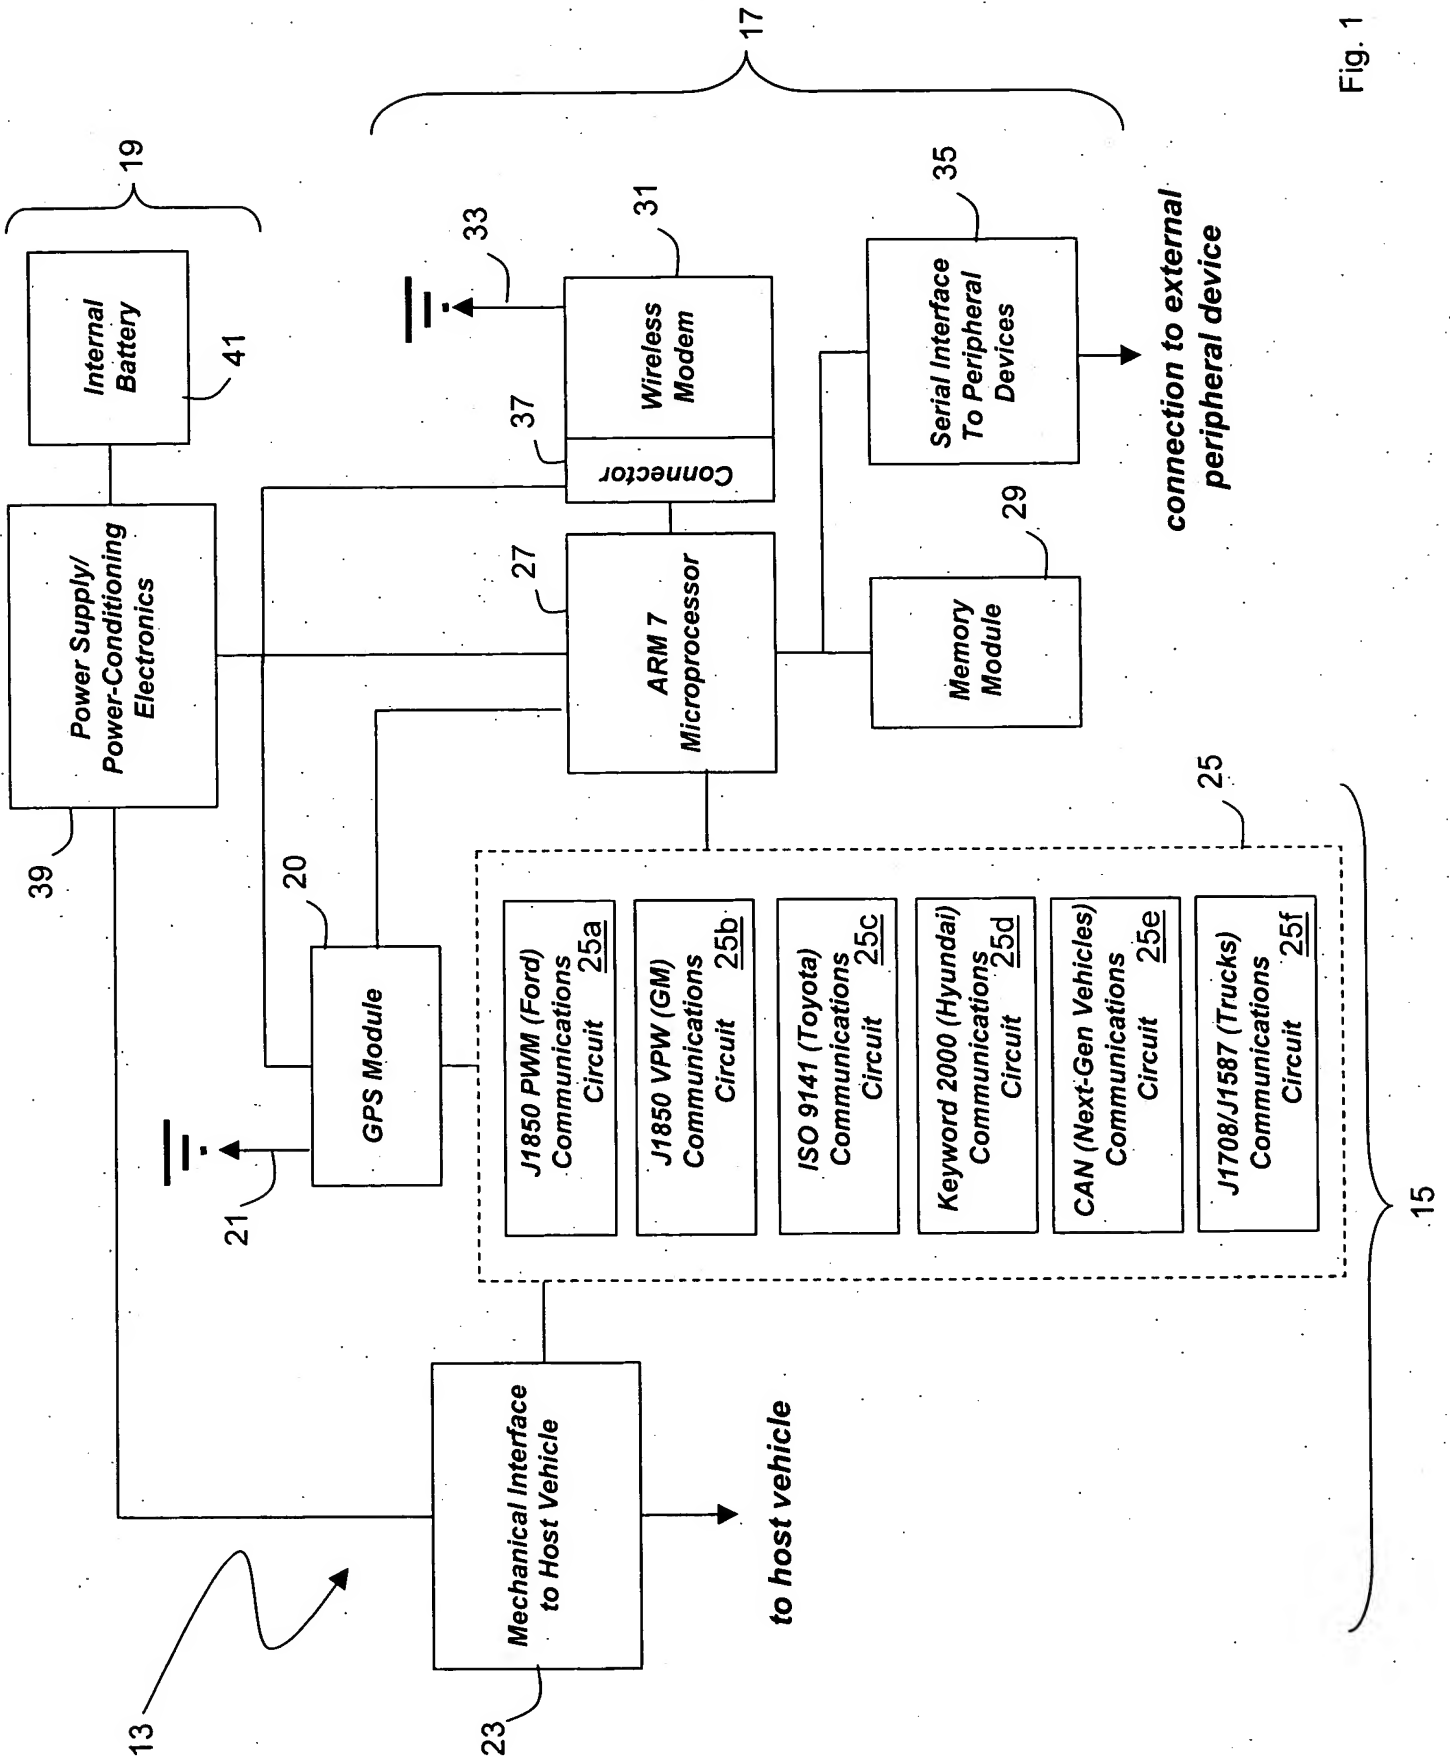 13
39
Power Supply/
Power-Conditioning
Electronics
Internal
Battery
41
19
21
20
GPS Module
27
ARM 7
Microprocessor
37
Connector
33
Wireless
Modem
31
17
23
Mechanical Interface
to Host Vehicle
to host vehicle
J1850 PWM (Ford)
Communications
Circuit 25a
J1850 VPW (GM)
Communications
Circuit 25b
ISO 9141 (Toyota)
Communications
Circuit 25c
Keyword 2000 (Hyundai)
Communications
Circuit 25d
CAN (Next-Gen Vehicles)
Communications
Circuit 25e
J1708/J1587 (Trucks)
Communications
Circuit 25f
25
15
Memory
Module
29
Serial Interface
To Peripheral
Devices
35
connection to external
peripheral device
Fig. 1